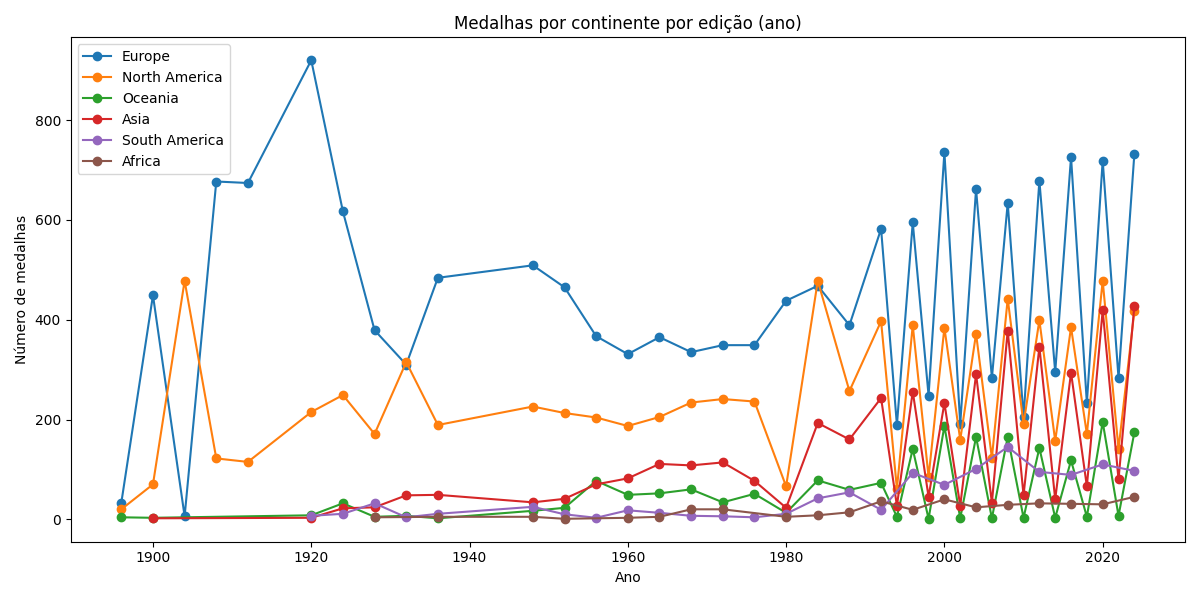 Medalhas por continente por edição (ano)
Europe
North America
Oceania
Asia
South America
Africa
Número de medalhas
800
600
400
200
0
1900
1920
1940
1960
1980
2000
2020
Ano